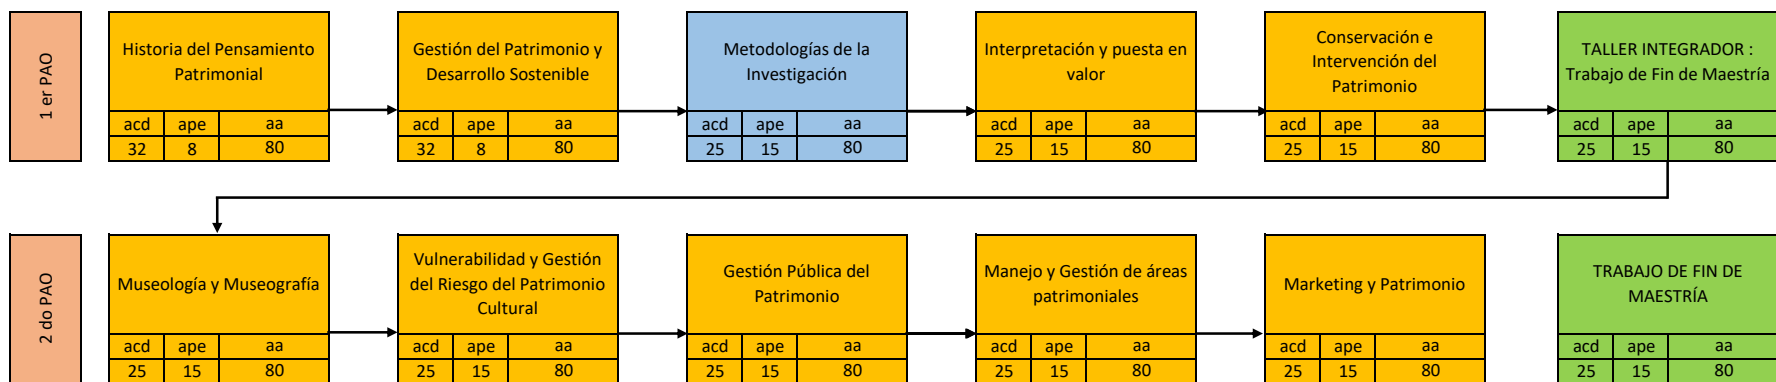 1 er PAO
Historia del Pensamiento
Patrimonial
acd ape aa
32 8 80
Gestión del Patrimonio y
Desarrollo Sostenible
acd ape aa
32 8 80
Metodologías de la
Investigación
acd ape aa
25 15 80
Interpretación y puesta en
valor
acd ape aa
25 15 80
Conservación e
Intervención del
Patrimonio
acd ape aa
25 15 80
TALLER INTEGRADOR :
Trabajo de Fin de Maestría
acd ape aa
25 15 80
2 do PAO
Museología y Museografía
acd ape aa
25 15 80
Vulnerabilidad y Gestión
del Riesgo del Patrimonio
Cultural
acd ape aa
25 15 80
Gestión Pública del
Patrimonio
acd ape aa
25 15 80
Manejo y Gestión de áreas
patrimoniales
acd ape aa
25 15 80
Marketing y Patrimonio
acd ape aa
25 15 80
TRABAJO DE FIN DE
MAESTRÍA
acd ape aa
25 15 80